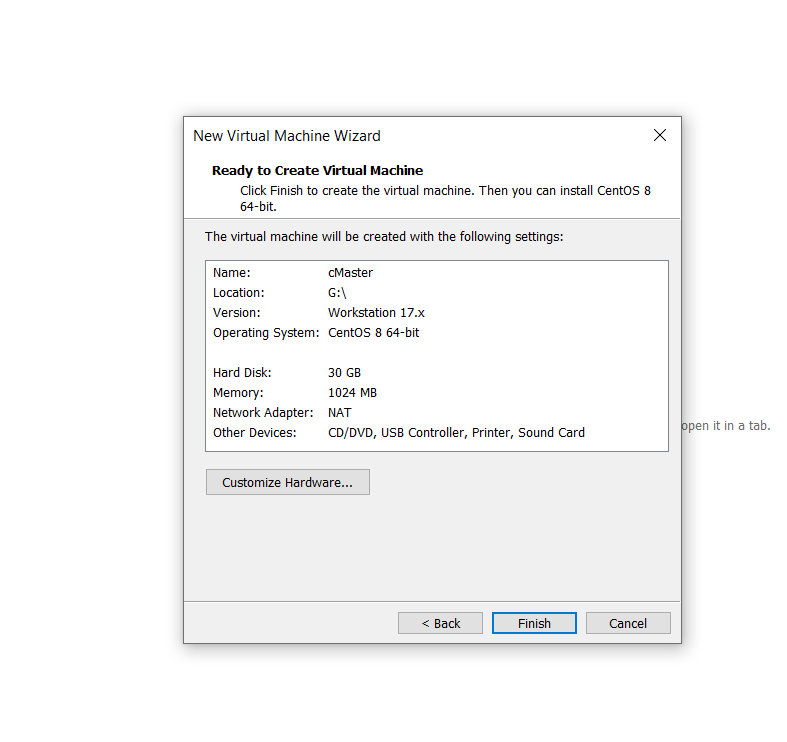 New Virtual Machine Wizard
Ready to Create Virtual Machine
Click Finish to create the virtual machine. Then you can install CentOS 8
64-bit.
The virtual machine will be created with the following settings:
Name: cMaster
Location: G:\
Version: Workstation 17.x
Operating System: CentOS 8 64-bit
Hard Disk: 30 GB
Memory: 1024 MB
Network Adapter: NAT
Other Devices: CD/DVD, USB Controller, Printer, Sound Card
open it in a tab.
Customize Hardware...
< Back Finish Cancel